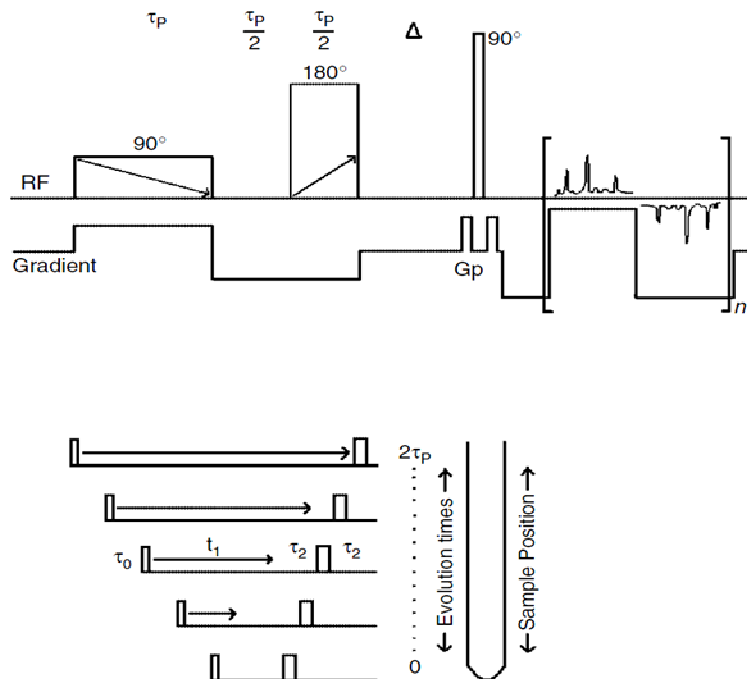 τP τP/2 τP/2 Δ
90°
180°
90°
RF
Gradient
Gp
n
2τP
τ0 t1 τ2 τ2
0
Evolution times
Sample Position